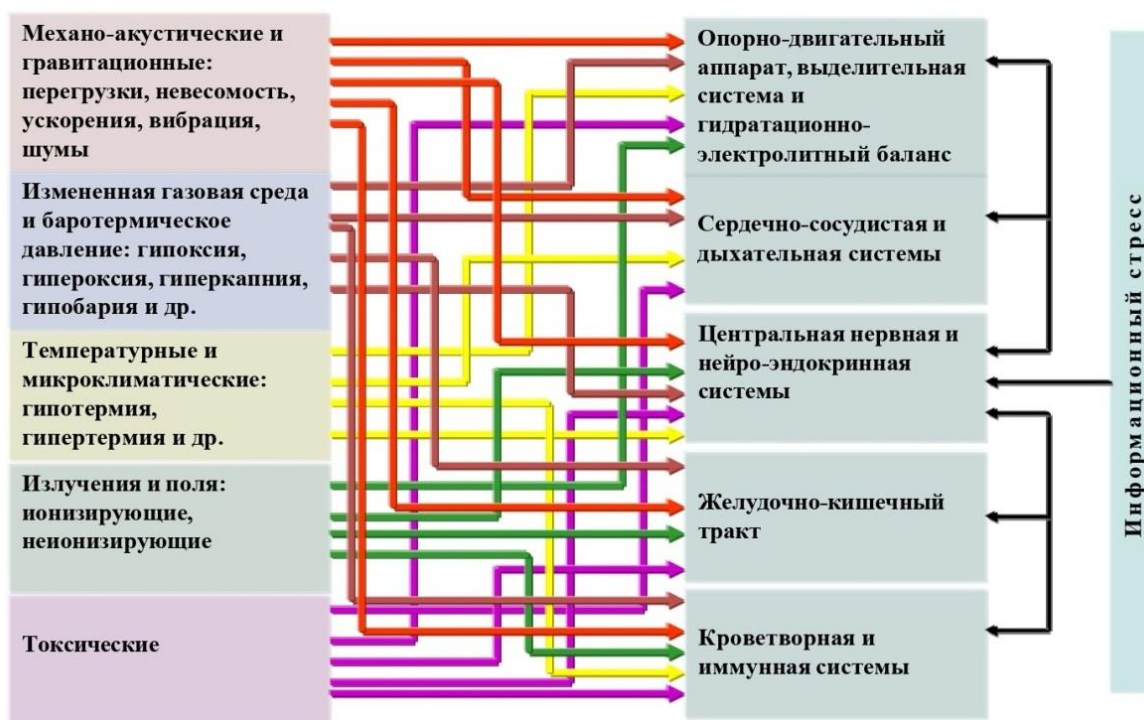 Механо-акустические и
гравитационные:
перегрузки, невесомость,
ускорения, вибрация,
шумы
Измененная газовая среда
и баротермическое
давление: гипоксия,
гипероксия, гиперкапния,
гипобария и др.
Температурные и
микроклиматические:
гипотермия,
гипертермия и др.
Излучения и поля:
ионизирующие,
неионизирующие
Токсические
Опорно-двигательный
аппарат, выделительная
система и
гидратационно-
электролитный баланс
Сердечно-сосудистая и
дыхательная системы
Центральная нервная и
нейро-эндокринная
системы
Желудочно-кишечный
тракт
Кроветворная и
иммунная системы
Информационный стресс